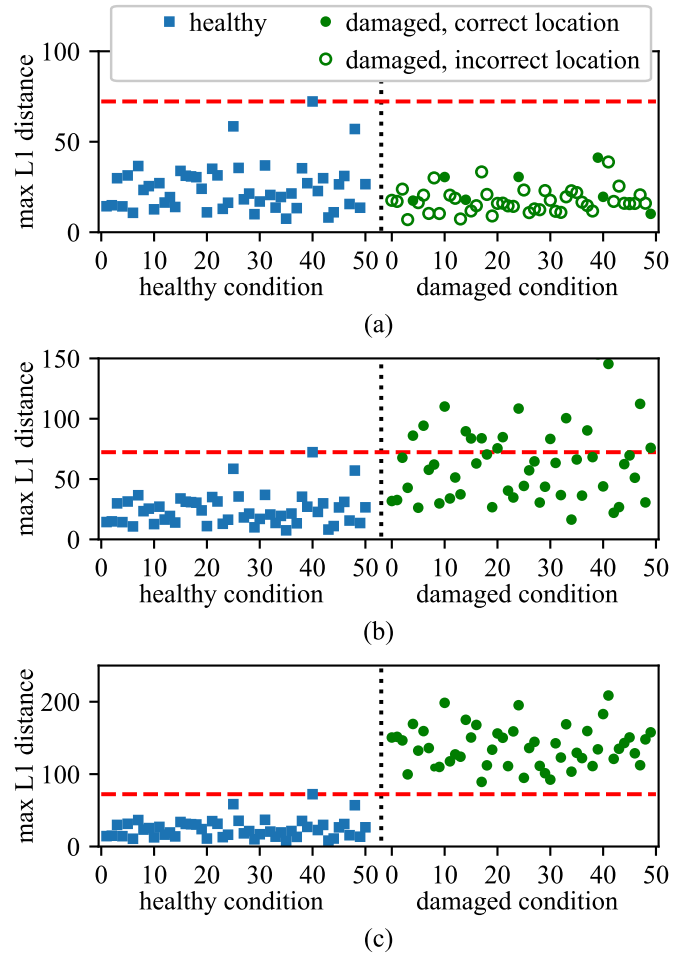 healthy
damaged, correct location
damaged, incorrect location
100
50
0
max L1 distance
0 10 20 30 40 50 0 10 20 30 40 50
healthy condition damaged condition
(a)
150
100
50
0
max L1 distance
0 10 20 30 40 50 0 10 20 30 40 50
healthy condition damaged condition
(b)
200
100
0
max L1 distance
0 10 20 30 40 50 0 10 20 30 40 50
healthy condition damaged condition
(c)